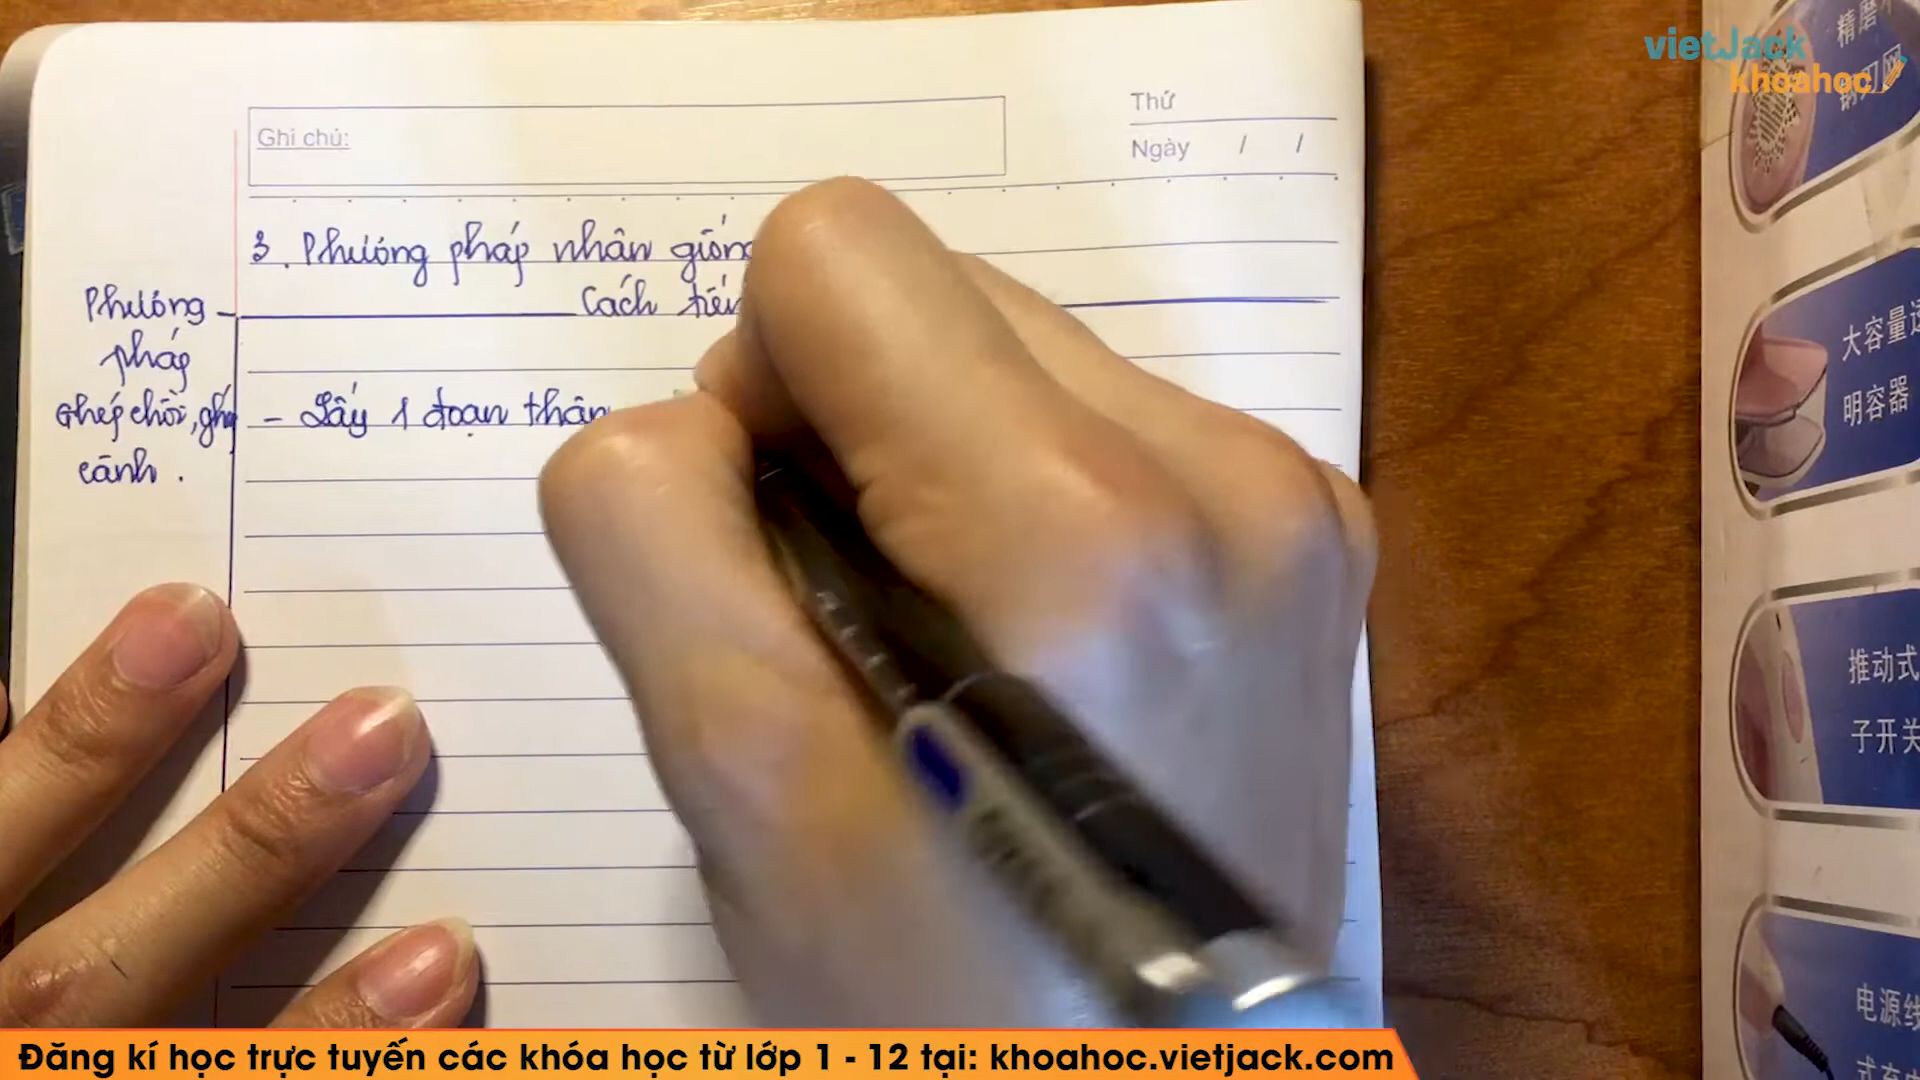 vietJack
khoahoc
Ghi chú:
Thứ
Ngày / /
3. Phương pháp nhân giống
Cách tiến
Phương
pháp
Ghép chồi, ghép
cành.
- Lấy 1 đoạn thân
大容量
明容器
推动式
子开关
电源线
Đăng kí học trực tuyến các khóa học từ lớp 1 - 12 tại: khoahoc.vietjack.com